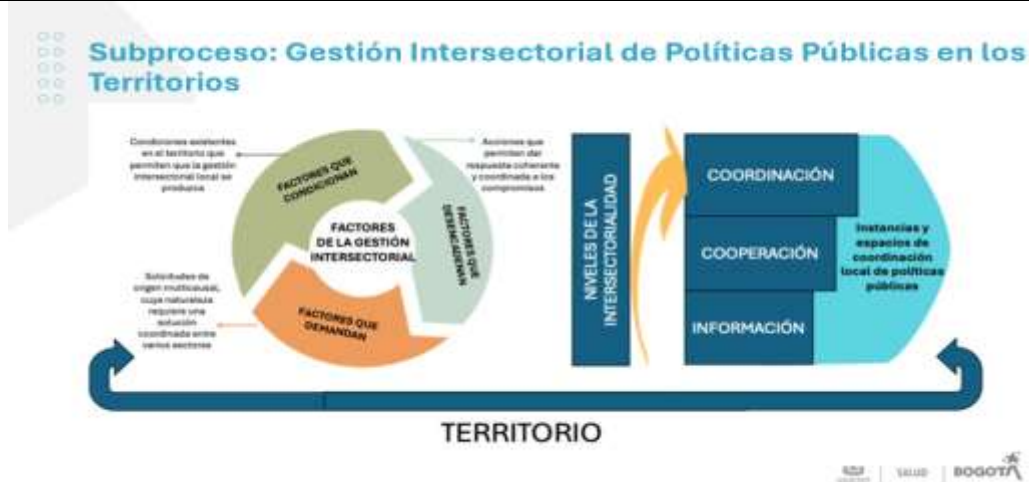 Subproceso: Gestión Intersectorial de Políticas Públicas en los
Territorios
Condiciones existentes
en el territorio que
permiten que la gestión
intersectorial local se
produzca
FACTORES QUE
CONDICIONAN
Acciones que
permiten dar
respuesta coherente
y coordinada a los
compromisos
FACTORES QUE
DESENCADENAN
FACTORES
DE LA GESTIÓN
INTERSECTORIAL
Solicitudes de
origen multicausal,
cuya naturaleza
requiere una
solución
coordinada entre
varios sectores
FACTORES QUE
DEMANDAN
NIVELES DE LA
INTERSECTORIALIDAD
COORDINACIÓN
COOPERACIÓN
INFORMACIÓN
Instancias y
espacios de
coordinación
local de políticas
públicas
TERRITORIO
SALUD
BOGOTÁ